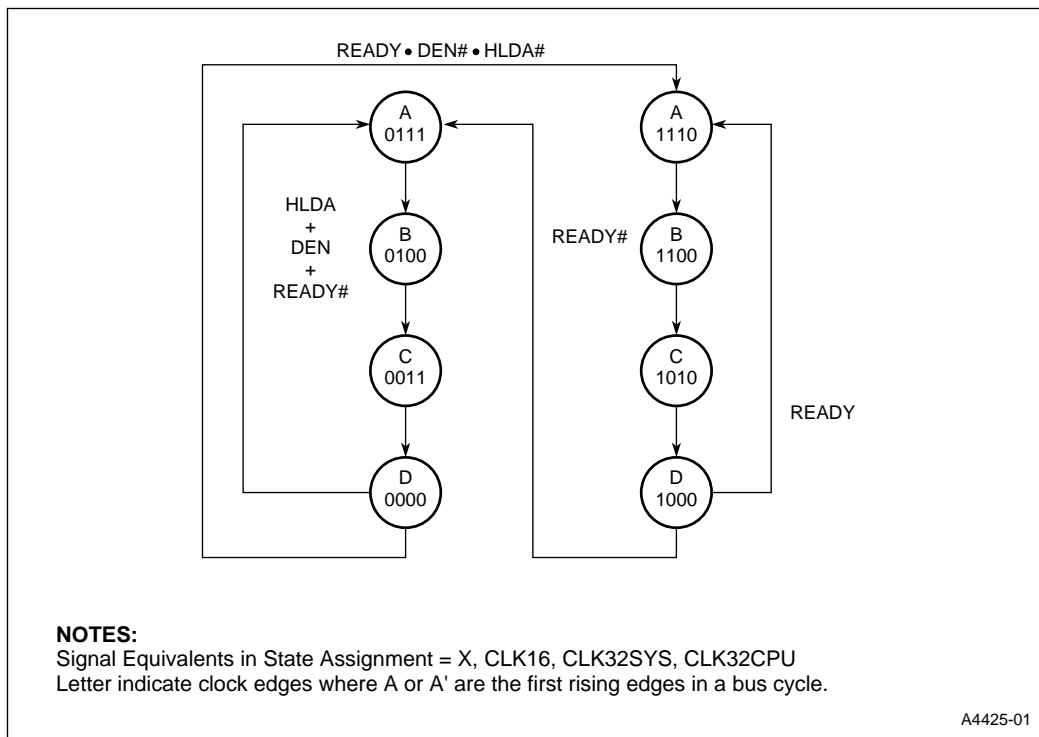 READY • DEN# • HLDA#
A
0111
A
1110
HLDA
+
DEN
+
READY#
B
0100
READY#
B
1100
C
0011
C
1010
READY
D
0000
D
1000
NOTES:
Signal Equivalents in State Assignment = X, CLK16, CLK32SYS, CLK32CPU
Letter indicate clock edges where A or A' are the first rising edges in a bus cycle.
A4425-01